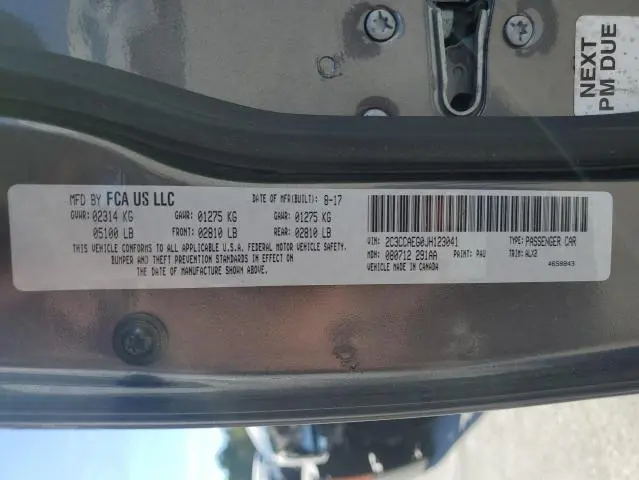 NEXT
PM DUE
MFD BY FCA US LLC
DATE OF MFR(BUILT): 8-17
GVWR: 02314 KG
GAWR: 01275 KG
GAWR: 01275 KG
05100 LB
FRONT: 02810 LB
REAR: 02810 LB
THIS VEHICLE CONFORMS TO ALL APPLICABLE U.S.A. FEDERAL MOTOR VEHICLE SAFETY,
BUMPER AND THEFT PREVENTION STANDARDS IN EFFECT ON
THE DATE OF MANUFACTURE SHOWN ABOVE.
VIN: 2C3CCAEG0JH123041
TYPE: PASSENGER CAR
MDH: 080712 291AA
PAINT: PAU
TRIM: ALX3
VEHICLE MADE IN CANADA
4658843